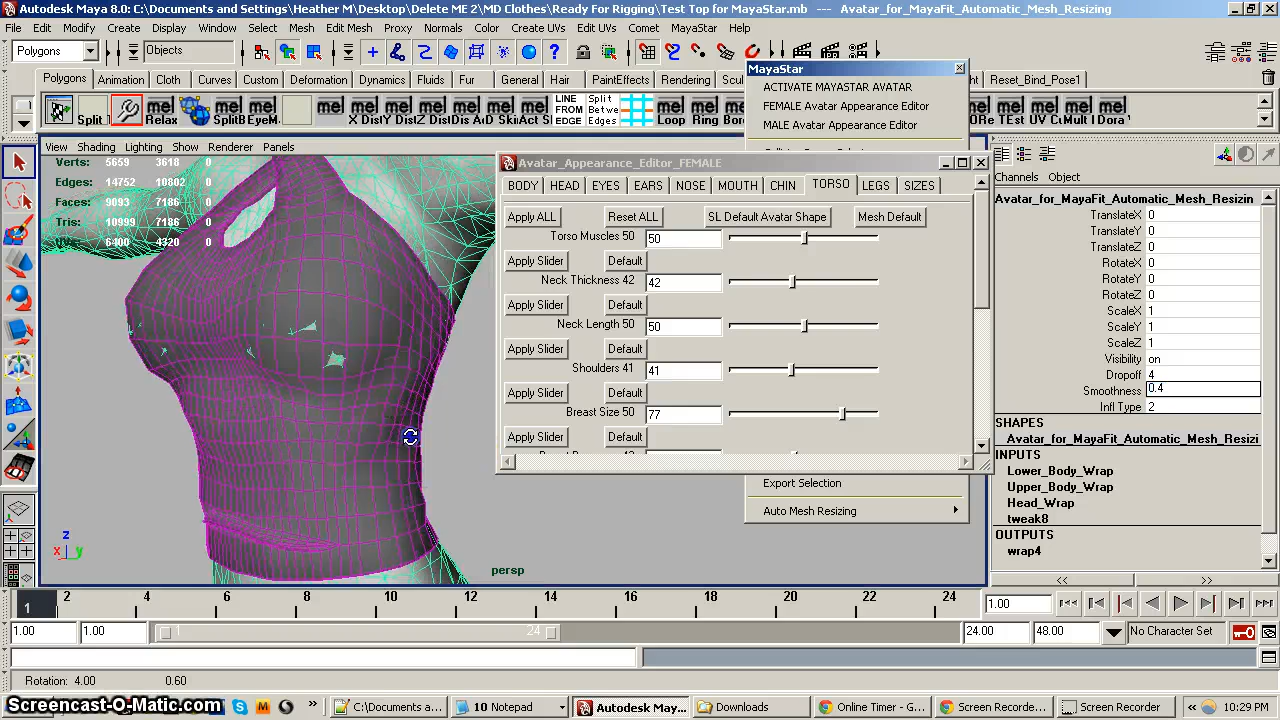 Autodesk Maya 8.0: C:\Documents and Settings\Heather M\Desktop\Delete ME 2\MD Clothes\Ready For Rigging\Test Top for MayaStar.mb --- Avatar_for_MayaFit_Automatic_Mesh_Resizing
File Edit Modify Create Display Window Select Mesh Edit Mesh Proxy Normals Color Create UVs Edit UVs Comet MayaStar Help
Polygons Objects
MayaStar
Polygons Animation Cloth Curves Custom Deformation Dynamics Fluids Fur General Hair PaintEffects Rendering Reset_Bind_Pose1
ACTIVATE MAYASTAR AVATAR
FEMALE Avatar Appearance Editor
MALE Avatar Appearance Editor
mel Split mel Relax mel SplitB mel EyeM LINE FROM EDGE Split Betwe Edges mel Loop mel Ring mel Bord
View Shading Lighting Show Renderer Panels
Verts: 5659 3618 0
Edges: 14752 10802 0
Faces: 9093 7186 0
Tris: 10999 7186 0
UVs: 6400 4320 0
Avatar_Appearance_Editor_FEMALE
BODY HEAD EYES EARS NOSE MOUTH CHIN TORSO LEGS SIZES
Apply ALL Reset ALL SL Default Avatar Shape Mesh Default
Torso Muscles 50 50
Apply Slider Default
Neck Thickness 42 42
Apply Slider Default
Neck Length 50 50
Apply Slider Default
Shoulders 41 41
Apply Slider Default
Breast Size 50 77
Apply Slider Default
Export Selection
Auto Mesh Resizing
Channels Object
Avatar_for_MayaFit_Automatic_Mesh_Resizin
TranslateX 0
TranslateY 0
TranslateZ 0
RotateX 0
RotateY 0
RotateZ 0
ScaleX 1
ScaleY 1
ScaleZ 1
Visibility on
Dropoff 4
Smoothness 0.4
Infl Type 2
SHAPES
Avatar_for_MayaFit_Automatic_Mesh_Resizi
INPUTS
Lower_Body_Wrap
Upper_Body_Wrap
Head_Wrap
tweak8
OUTPUTS
wrap4
z
x y
persp
1 2 4 6 8 10 12 14 16 18 20 22 24 1.00
1.00 1.00 1 24 24.00 48.00 No Character Set
Rotation: 4.00 0.60
Screencast-O-Matic.com
C:\Documents a... 10 Notepad Autodesk May... Downloads Online Timer - G... Screen Recorde... Screen Recorder 10:29 PM